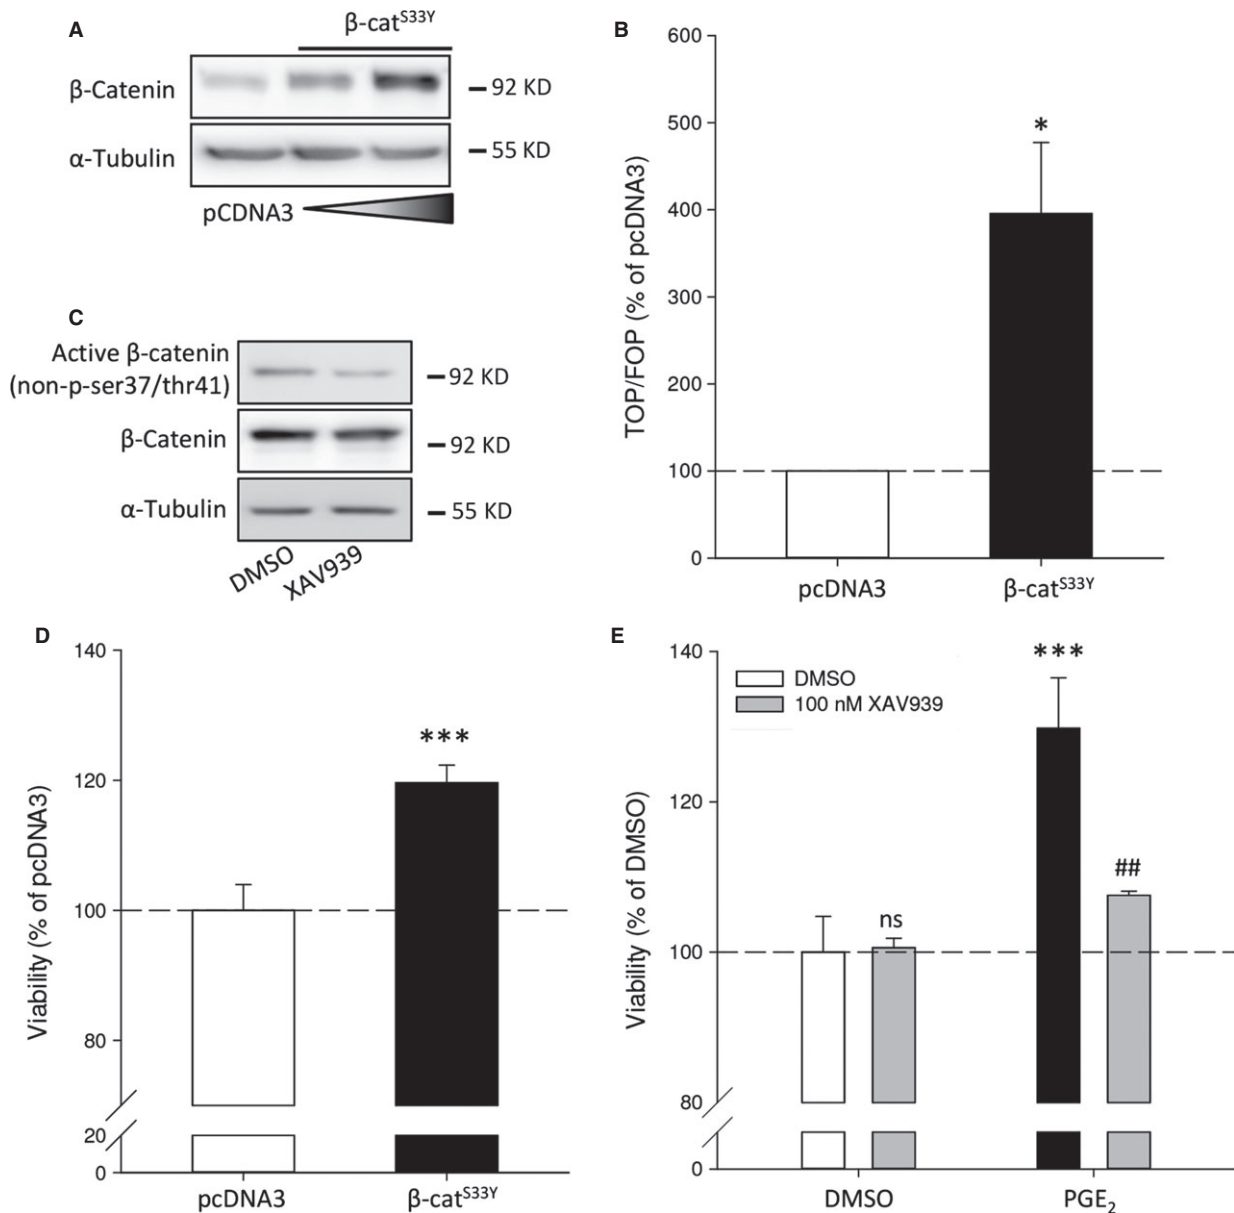 A
β-cat^S33Y
β-Catenin
92 KD
α-Tubulin
55 KD
pCDNA3
B
TOP/FOP (% of pcDNA3)
600
500
400
300
200
100
0
*
pcDNA3
β-cat^S33Y
C
Active β-catenin
(non-p-ser37/thr41)
92 KD
β-Catenin
92 KD
α-Tubulin
55 KD
DMSO
XAV939
D
Viability (% of pcDNA3)
140
120
100
80
20
0
***
pcDNA3
β-cat^S33Y
E
Viability (% of DMSO)
140
120
100
80
0
DMSO
100 nM XAV939
ns
***
##
DMSO
PGE₂